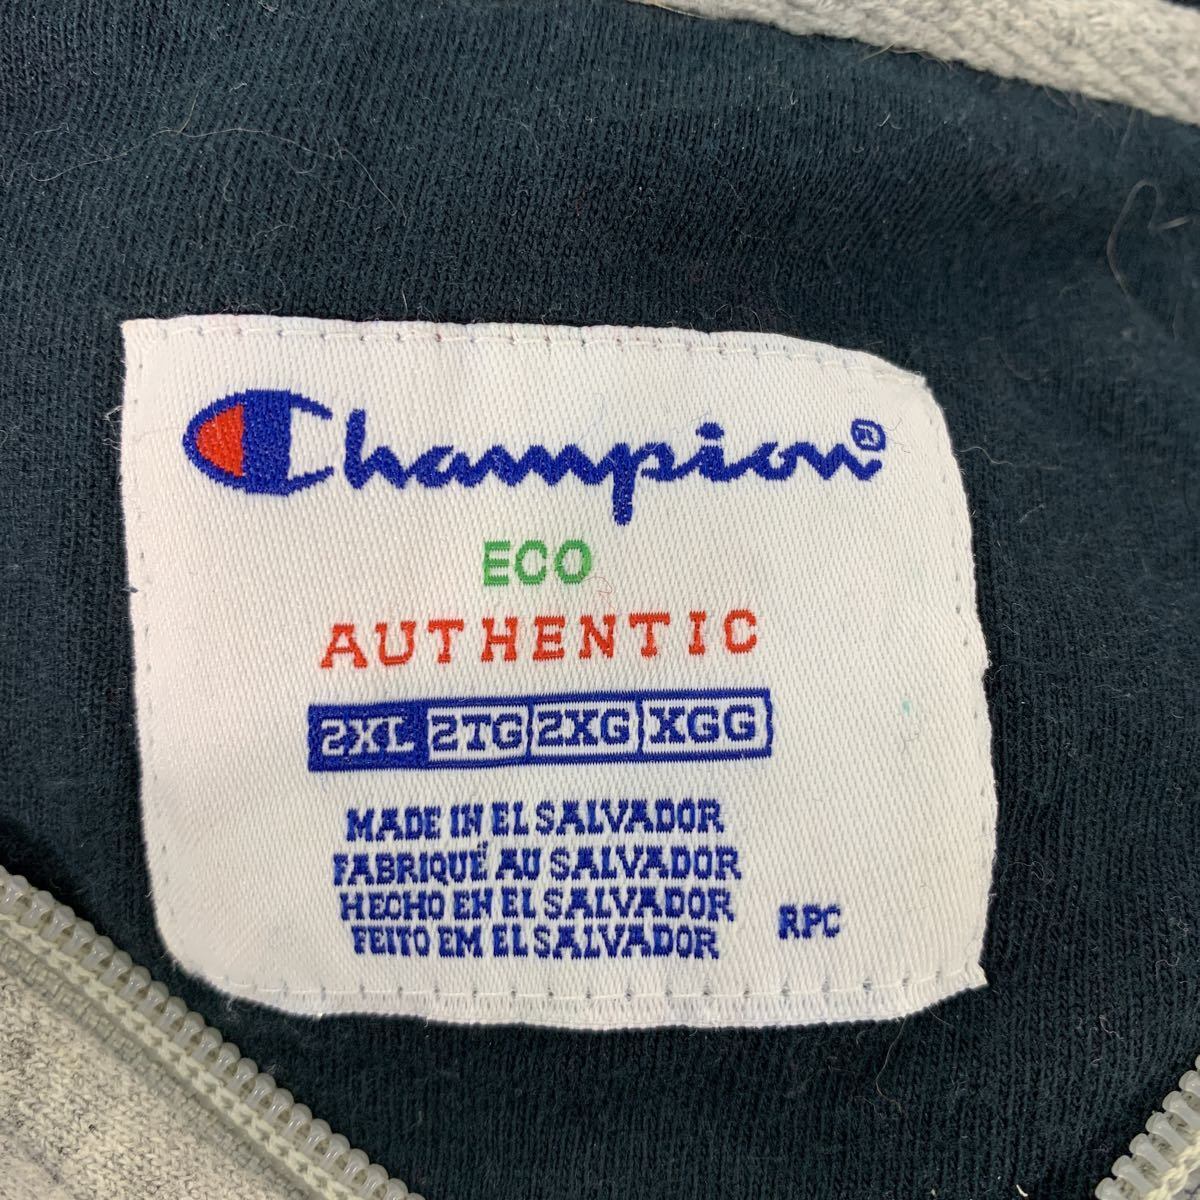 Champion®
ECO
AUTHENTIC
2XL 2TG 2XG XGG
MADE IN EL SALVADOR
FABRIQUÉ AU SALVADOR
HECHO EN EL SALVADOR
FEITO EM EL SALVADOR
RPC